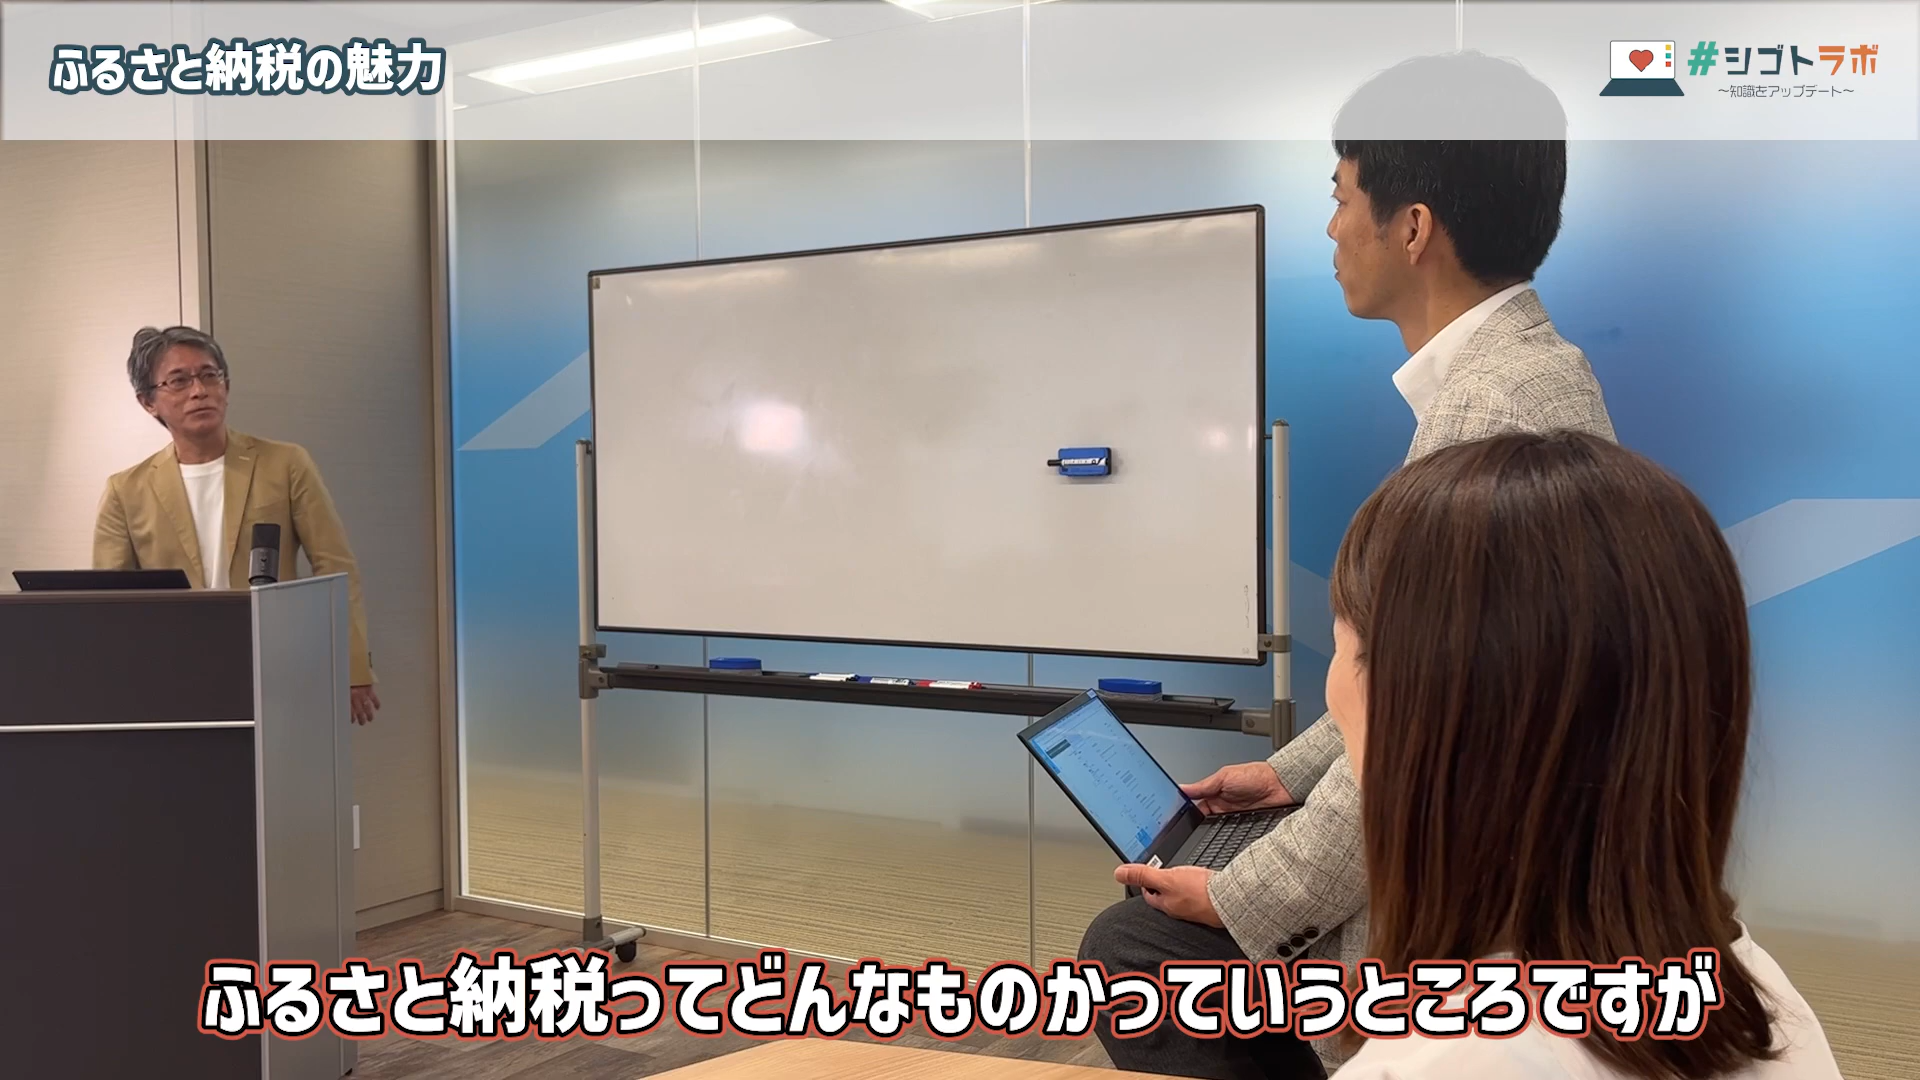 ふるさと納税の魅力
#シゴトラボ
〜知識をアップデート〜
ふるさと納税ってどんなものかっていうところですが